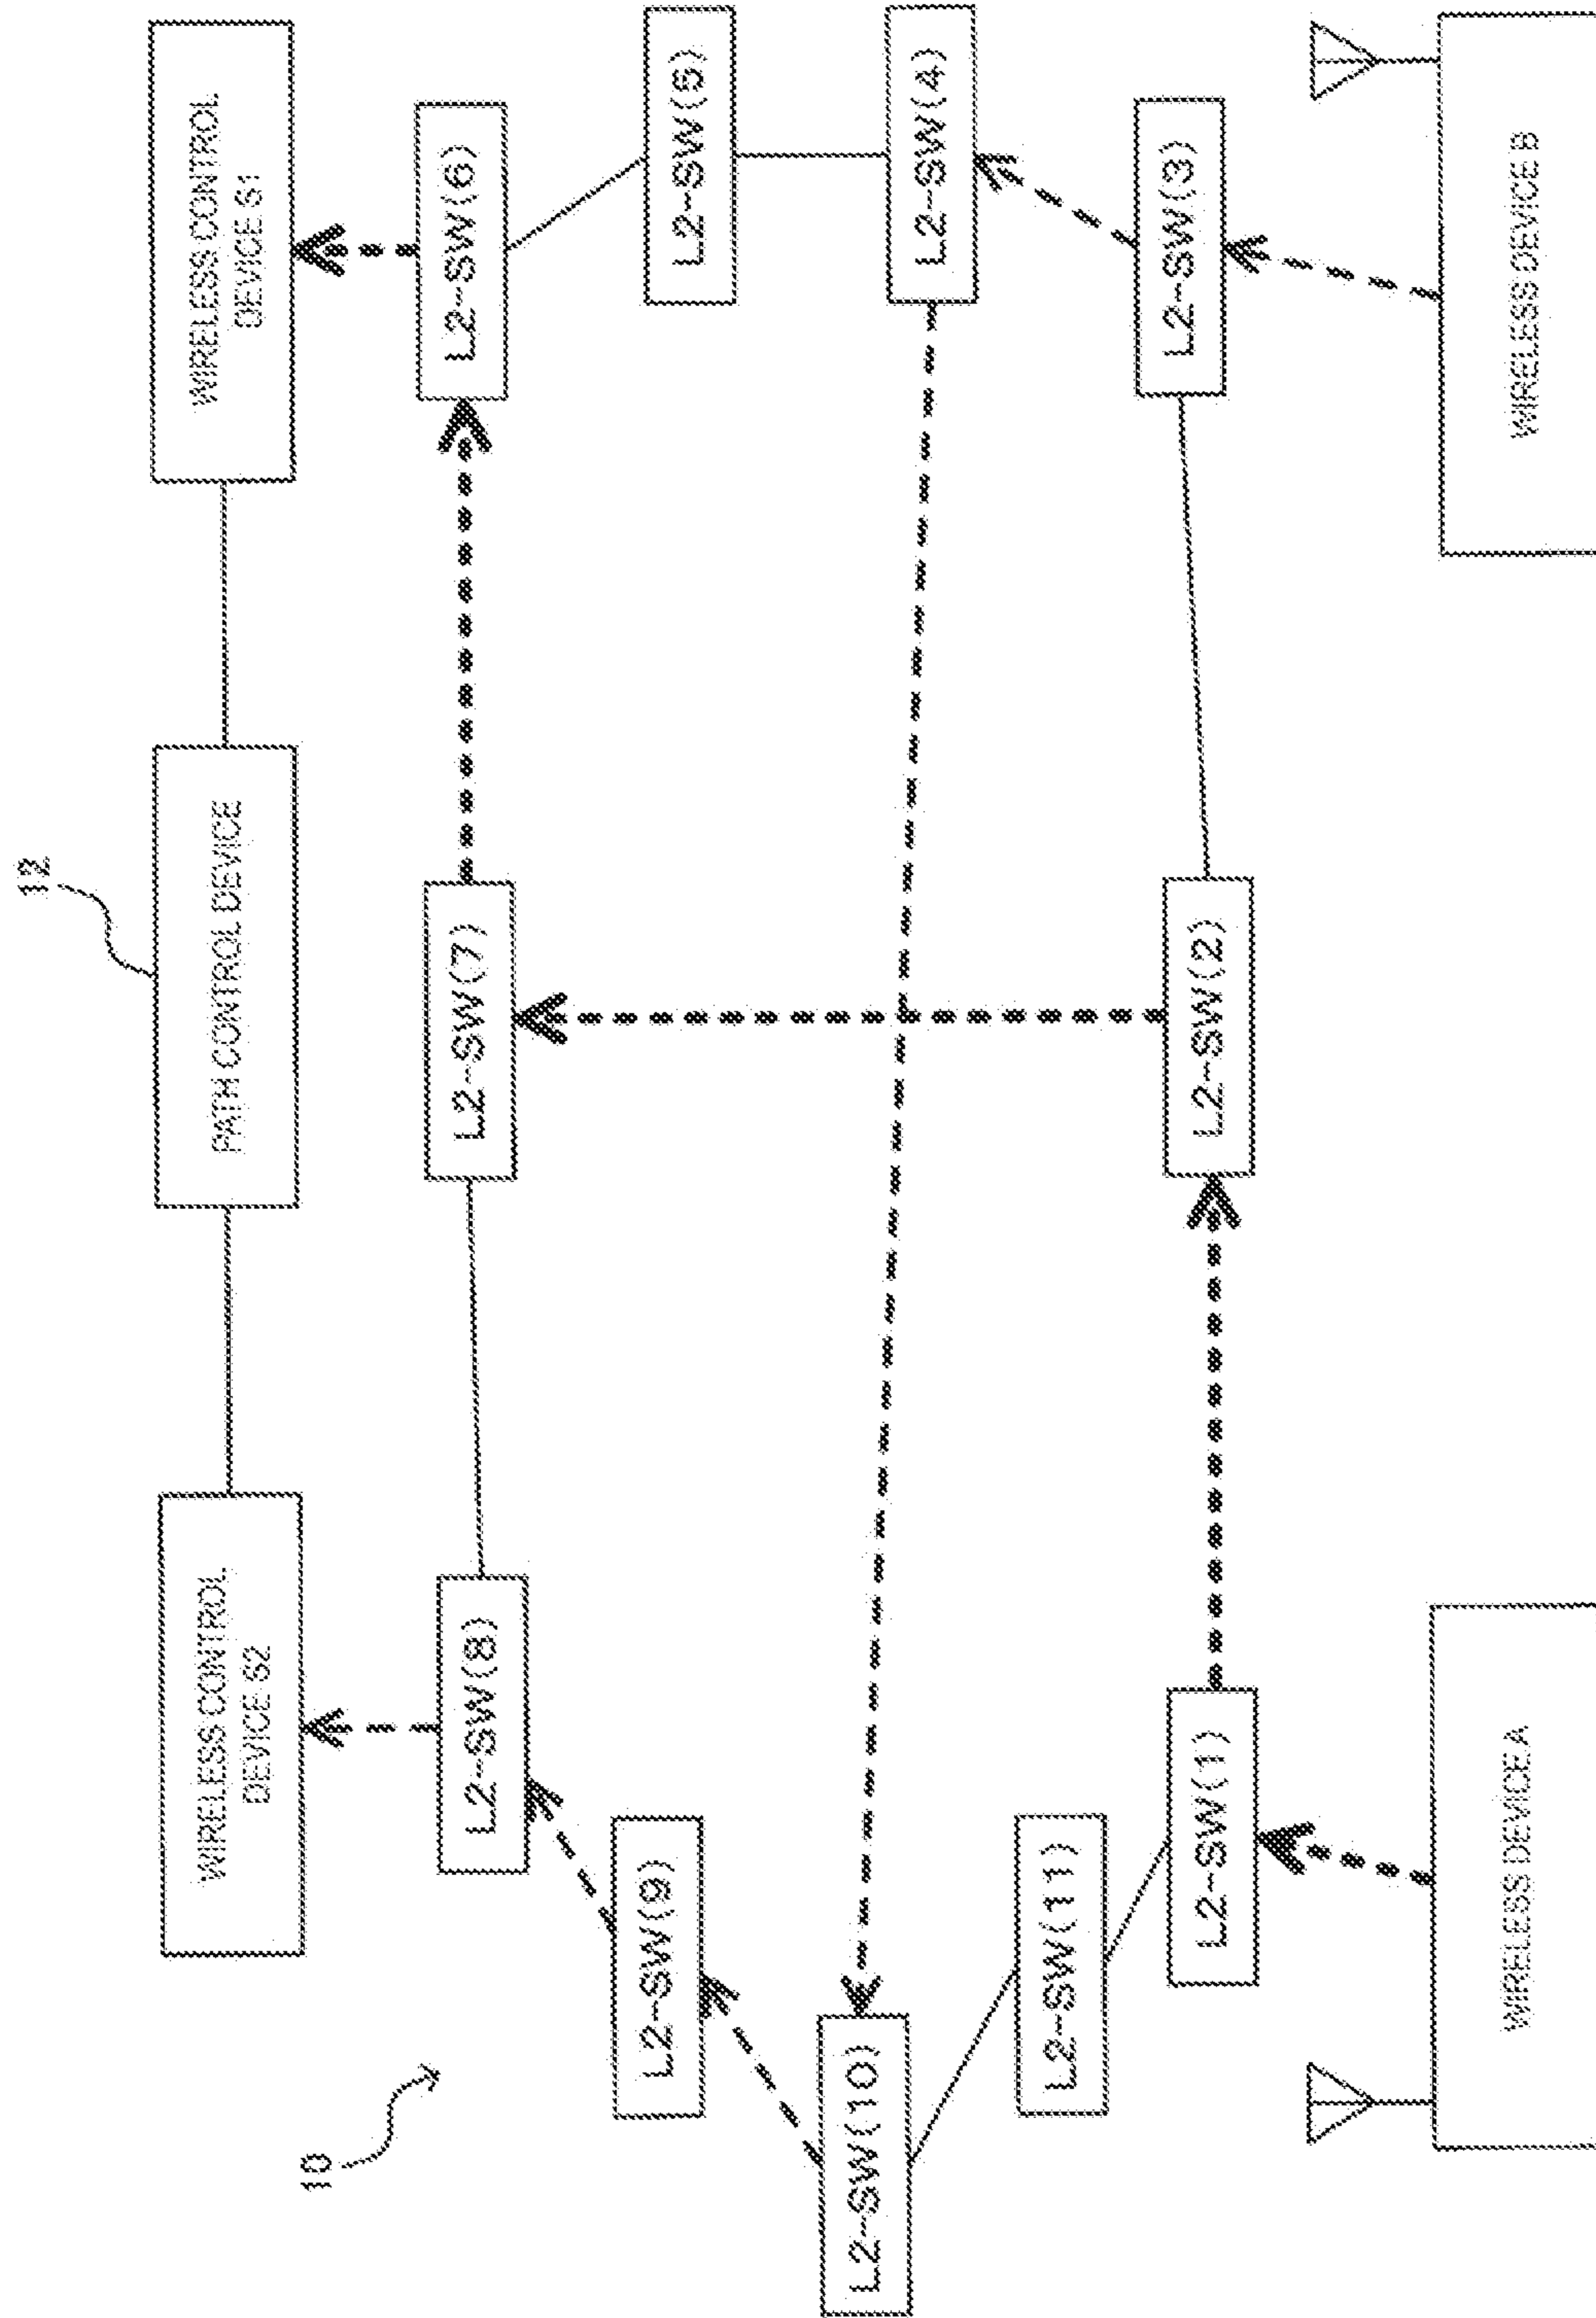 12
10
WIRELESS CONTROL
DEVICE S2
PATH CONTROL DEVICE
WIRELESS CONTROL
DEVICE S1
L2-SW(8)
L2-SW(7)
L2-SW(6)
L2-SW(9)
L2-SW(5)
L2-SW(10)
L2-SW(4)
L2-SW(11)
L2-SW(1)
L2-SW(2)
L2-SW(3)
WIRELESS DEVICE A
WIRELESS DEVICE B